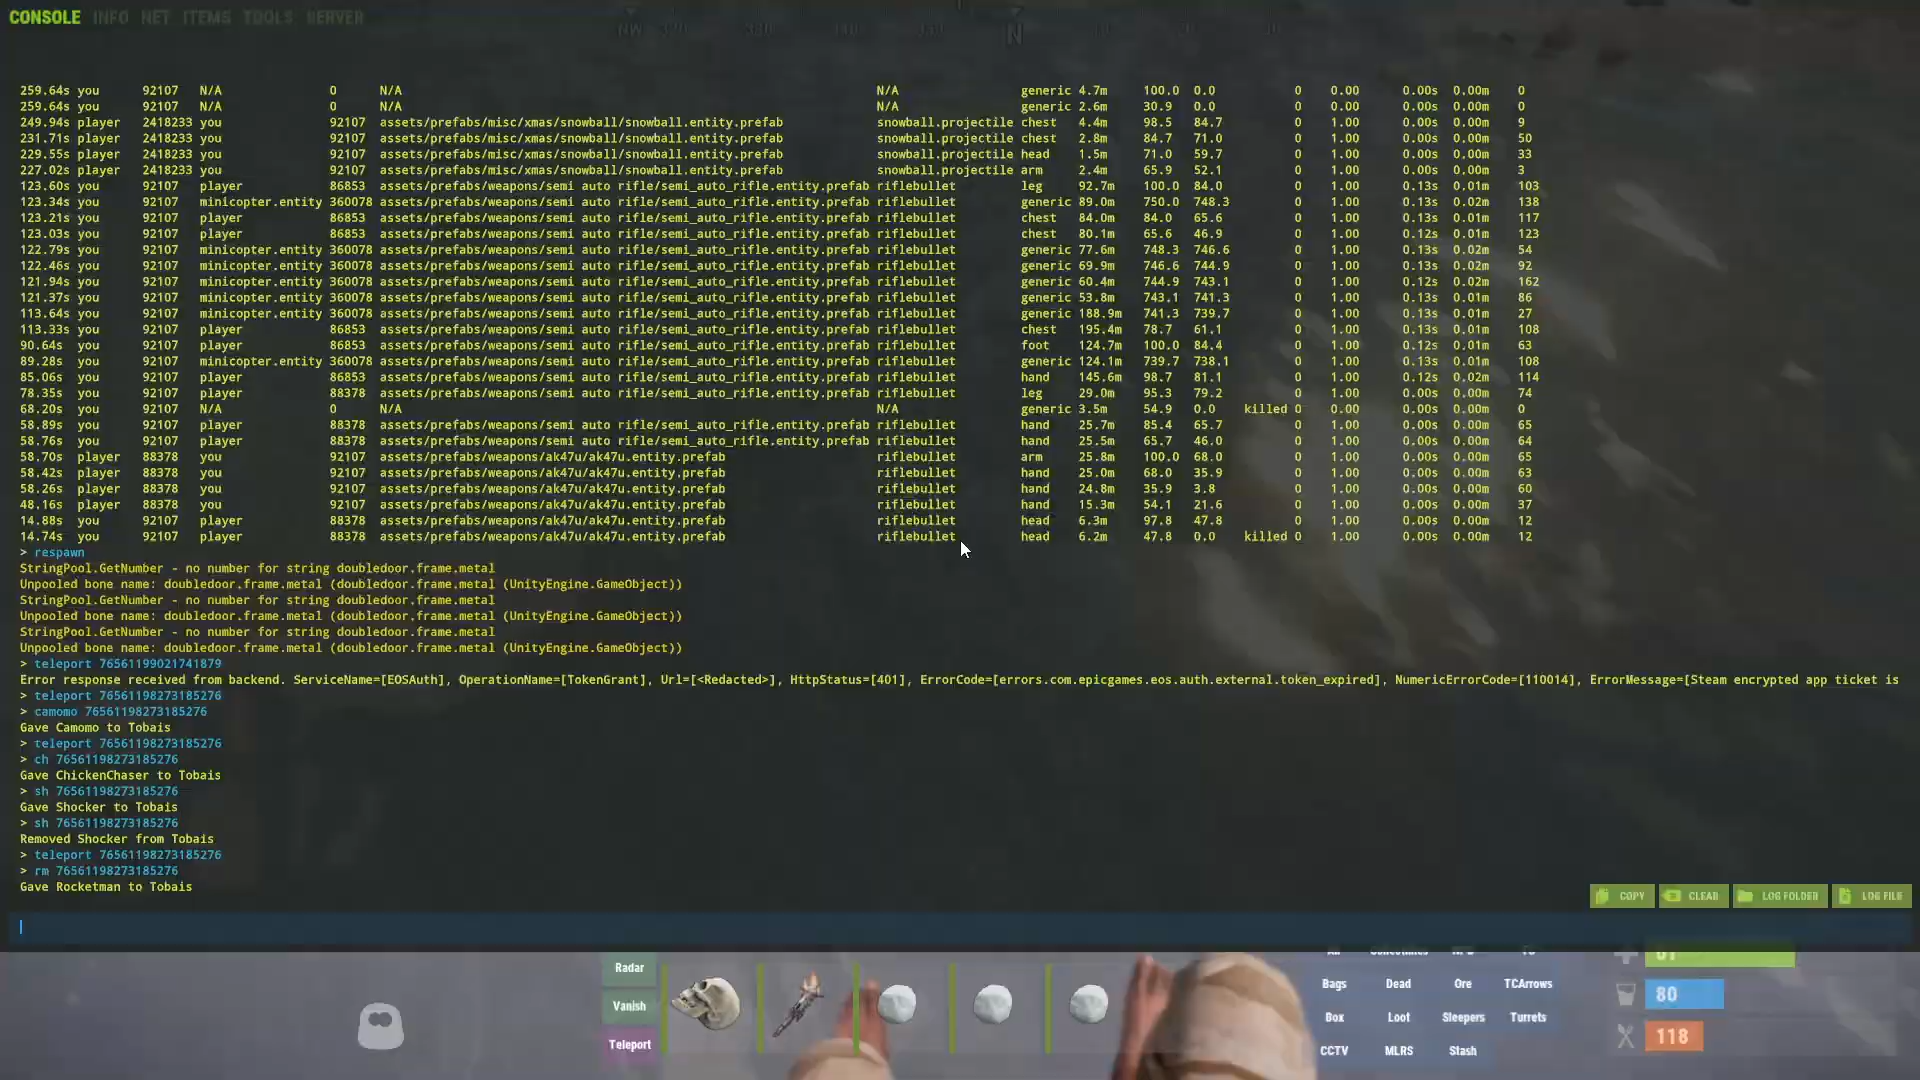 CONSOLE INFO NET ITEMS TOOLS SERVER
NW 330 N
259.64s you 92107 N/A 0 N/A N/A generic 4.7m 100.0 0.0 0 0.00 0.00s 0.00m 0
259.64s you 92107 N/A 0 N/A N/A generic 2.6m 30.9 0.0 0 0.00 0.00s 0.00m 0
249.94s player 2418233 you 92107 assets/prefabs/misc/xmas/snowball/snowball.entity.prefab snowball.projectile chest 4.4m 98.5 84.7 0 1.00 0.00s 0.00m 9
231.71s player 2418233 you 92107 assets/prefabs/misc/xmas/snowball/snowball.entity.prefab snowball.projectile chest 2.8m 84.7 71.0 0 1.00 0.00s 0.00m 50
229.55s player 2418233 you 92107 assets/prefabs/misc/xmas/snowball/snowball.entity.prefab snowball.projectile head 1.5m 71.0 59.7 0 1.00 0.00s 0.00m 33
227.02s player 2418233 you 92107 assets/prefabs/misc/xmas/snowball/snowball.entity.prefab snowball.projectile arm 2.4m 65.9 52.1 0 1.00 0.00s 0.00m 3
123.60s you 92107 player 86853 assets/prefabs/weapons/semi auto rifle/semi_auto_rifle.entity.prefab riflebullet leg 92.7m 100.0 84.0 0 1.00 0.13s 0.01m 103
123.34s you 92107 minicopter.entity 360078 assets/prefabs/weapons/semi auto rifle/semi_auto_rifle.entity.prefab riflebullet generic 89.0m 750.0 748.3 0 1.00 0.13s 0.02m 138
123.21s you 92107 player 86853 assets/prefabs/weapons/semi auto rifle/semi_auto_rifle.entity.prefab riflebullet chest 84.0m 84.0 65.6 0 1.00 0.13s 0.01m 117
123.03s you 92107 player 86853 assets/prefabs/weapons/semi auto rifle/semi_auto_rifle.entity.prefab riflebullet chest 80.1m 65.6 46.9 0 1.00 0.12s 0.01m 123
122.79s you 92107 minicopter.entity 360078 assets/prefabs/weapons/semi auto rifle/semi_auto_rifle.entity.prefab riflebullet generic 77.6m 748.3 746.6 0 1.00 0.13s 0.02m 54
122.46s you 92107 minicopter.entity 360078 assets/prefabs/weapons/semi auto rifle/semi_auto_rifle.entity.prefab riflebullet generic 69.9m 746.6 744.9 0 1.00 0.13s 0.02m 92
121.94s you 92107 minicopter.entity 360078 assets/prefabs/weapons/semi auto rifle/semi_auto_rifle.entity.prefab riflebullet generic 60.4m 744.9 743.1 0 1.00 0.12s 0.02m 162
121.37s you 92107 minicopter.entity 360078 assets/prefabs/weapons/semi auto rifle/semi_auto_rifle.entity.prefab riflebullet generic 53.8m 743.1 741.3 0 1.00 0.13s 0.01m 86
113.64s you 92107 minicopter.entity 360078 assets/prefabs/weapons/semi auto rifle/semi_auto_rifle.entity.prefab riflebullet generic 188.9m 741.3 739.7 0 1.00 0.13s 0.01m 27
113.33s you 92107 player 86853 assets/prefabs/weapons/semi auto rifle/semi_auto_rifle.entity.prefab riflebullet chest 195.4m 78.7 61.1 0 1.00 0.13s 0.01m 108
90.64s you 92107 player 86853 assets/prefabs/weapons/semi auto rifle/semi_auto_rifle.entity.prefab riflebullet foot 124.7m 100.0 84.4 0 1.00 0.12s 0.01m 63
89.28s you 92107 minicopter.entity 360078 assets/prefabs/weapons/semi auto rifle/semi_auto_rifle.entity.prefab riflebullet generic 124.1m 739.7 738.1 0 1.00 0.13s 0.01m 108
85.06s you 92107 player 86853 assets/prefabs/weapons/semi auto rifle/semi_auto_rifle.entity.prefab riflebullet hand 145.6m 98.7 81.1 0 1.00 0.12s 0.02m 114
78.35s you 92107 player 88378 assets/prefabs/weapons/semi auto rifle/semi_auto_rifle.entity.prefab riflebullet leg 29.0m 95.3 79.2 0 1.00 0.00s 0.00m 74
68.20s you 92107 N/A 0 N/A N/A generic 3.5m 54.9 0.0 killed 0 0.00 0.00s 0.00m 0
58.89s you 92107 player 88378 assets/prefabs/weapons/semi auto rifle/semi_auto_rifle.entity.prefab riflebullet hand 25.7m 85.4 65.7 0 1.00 0.00s 0.00m 65
58.76s you 92107 player 88378 assets/prefabs/weapons/semi auto rifle/semi_auto_rifle.entity.prefab riflebullet hand 25.5m 65.7 46.0 0 1.00 0.00s 0.00m 64
58.70s player 88378 you 92107 assets/prefabs/weapons/ak47u/ak47u.entity.prefab riflebullet arm 25.8m 100.0 68.0 0 1.00 0.00s 0.00m 65
58.42s player 88378 you 92107 assets/prefabs/weapons/ak47u/ak47u.entity.prefab riflebullet hand 25.0m 68.0 35.9 0 1.00 0.00s 0.00m 63
58.26s player 88378 you 92107 assets/prefabs/weapons/ak47u/ak47u.entity.prefab riflebullet hand 24.8m 35.9 3.8 0 1.00 0.00s 0.00m 60
48.16s player 88378 you 92107 assets/prefabs/weapons/ak47u/ak47u.entity.prefab riflebullet hand 15.3m 54.1 21.6 0 1.00 0.00s 0.00m 37
14.88s you 92107 player 88378 assets/prefabs/weapons/ak47u/ak47u.entity.prefab riflebullet head 6.3m 97.8 47.8 0 1.00 0.00s 0.00m 12
14.74s you 92107 player 88378 assets/prefabs/weapons/ak47u/ak47u.entity.prefab riflebullet head 6.2m 47.8 0.0 killed 0 1.00 0.00s 0.00m 12
> respawn
StringPool.GetNumber - no number for string doubledoor.frame.metal
Unpooled bone name: doubledoor.frame.metal (doubledoor.frame.metal (UnityEngine.GameObject))
StringPool.GetNumber - no number for string doubledoor.frame.metal
Unpooled bone name: doubledoor.frame.metal (doubledoor.frame.metal (UnityEngine.GameObject))
StringPool.GetNumber - no number for string doubledoor.frame.metal
Unpooled bone name: doubledoor.frame.metal (doubledoor.frame.metal (UnityEngine.GameObject))
> teleport 76561199021741879
Error response received from backend. ServiceName=[EOSAuth], OperationName=[TokenGrant], Url=[<Redacted>], HttpStatus=[401], ErrorCode=[errors.com.epicgames.eos.auth.external.token_expired], NumericErrorCode=[110014], ErrorMessage=[Steam encrypted app ticket is
> teleport 76561198273185276
> camomo 76561198273185276
Gave Camomo to Tobais
> teleport 76561198273185276
> ch 76561198273185276
Gave ChickenChaser to Tobais
> sh 76561198273185276
Gave Shocker to Tobais
> sh 76561198273185276
Removed Shocker from Tobais
> teleport 76561198273185276
> rm 76561198273185276
Gave Rocketman to Tobais
COPY CLEAR LOG FOLDER LOG FILE
Radar
Vanish
Teleport
Bags Dead Ore TCArrows
Box Loot Sleepers Turrets
CCTV MLRS Stash
80
118